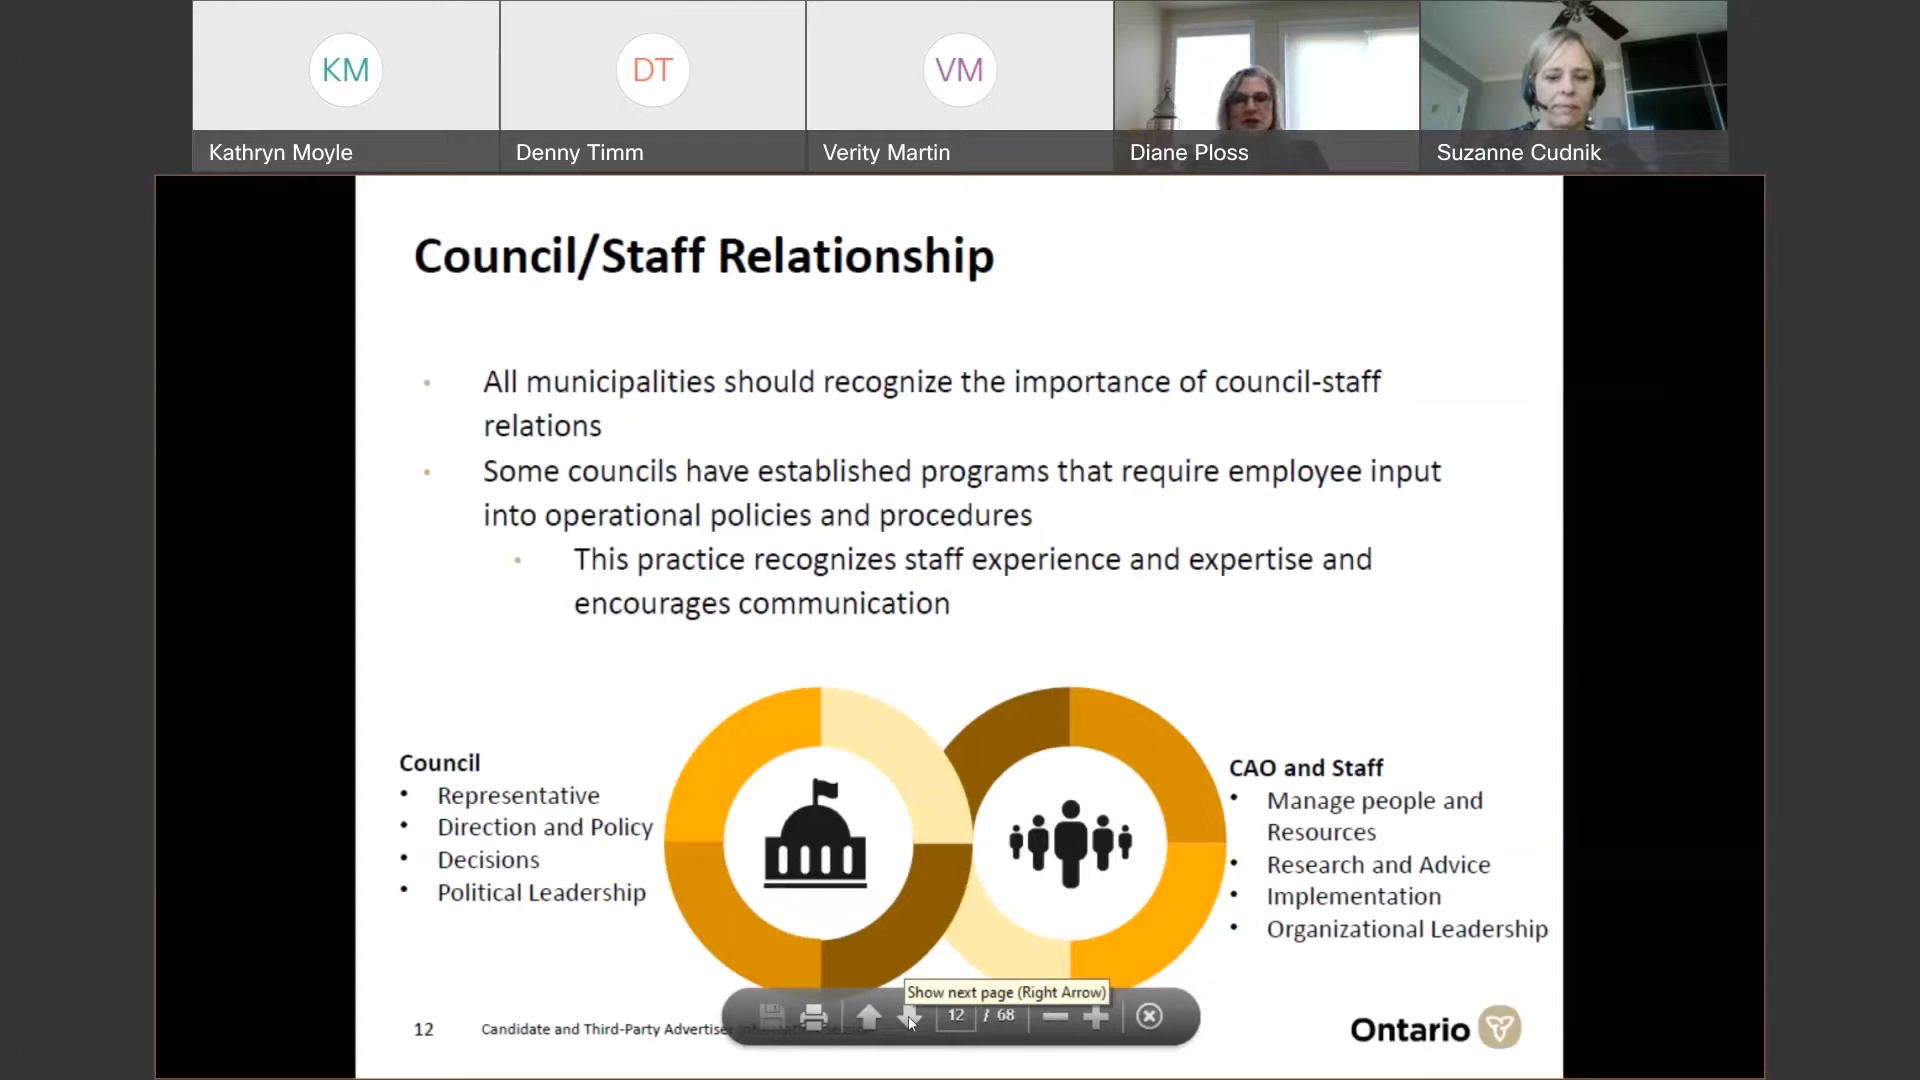 KM
DT
VM
Kathryn Moyle
Denny Timm
Verity Martin
Diane Ploss
Suzanne Cudnik
Council/Staff Relationship
• All municipalities should recognize the importance of council-staff
relations
• Some councils have established programs that require employee input
into operational policies and procedures
• This practice recognizes staff experience and expertise and
encourages communication
Council
• Representative
• Direction and Policy
• Decisions
• Political Leadership
CAO and Staff
• Manage people and
Resources
• Research and Advice
• Implementation
• Organizational Leadership
Show next page (Right Arrow)
12 / 68
12
Candidate and Third-Party Advertiser
Ontario